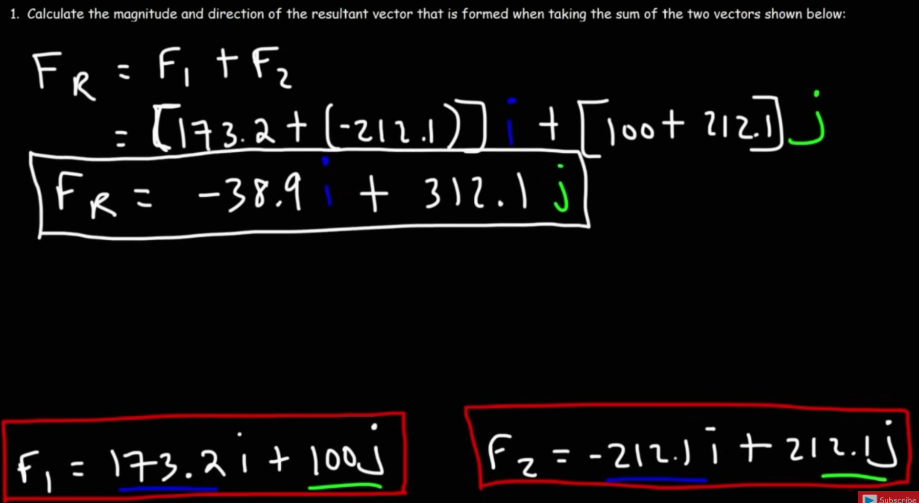 1. Calculate the magnitude and direction of the resultant vector that is formed when taking the sum of the two vectors shown below:
F_R = F_1 + F_2
= [173.2 + (-212.1)] i + [100 + 212.1] j
F_R = -38.9 i + 312.1 j
F_1 = 173.2 i + 100j
F_2 = -212.1 i + 212.1j
Subscribe